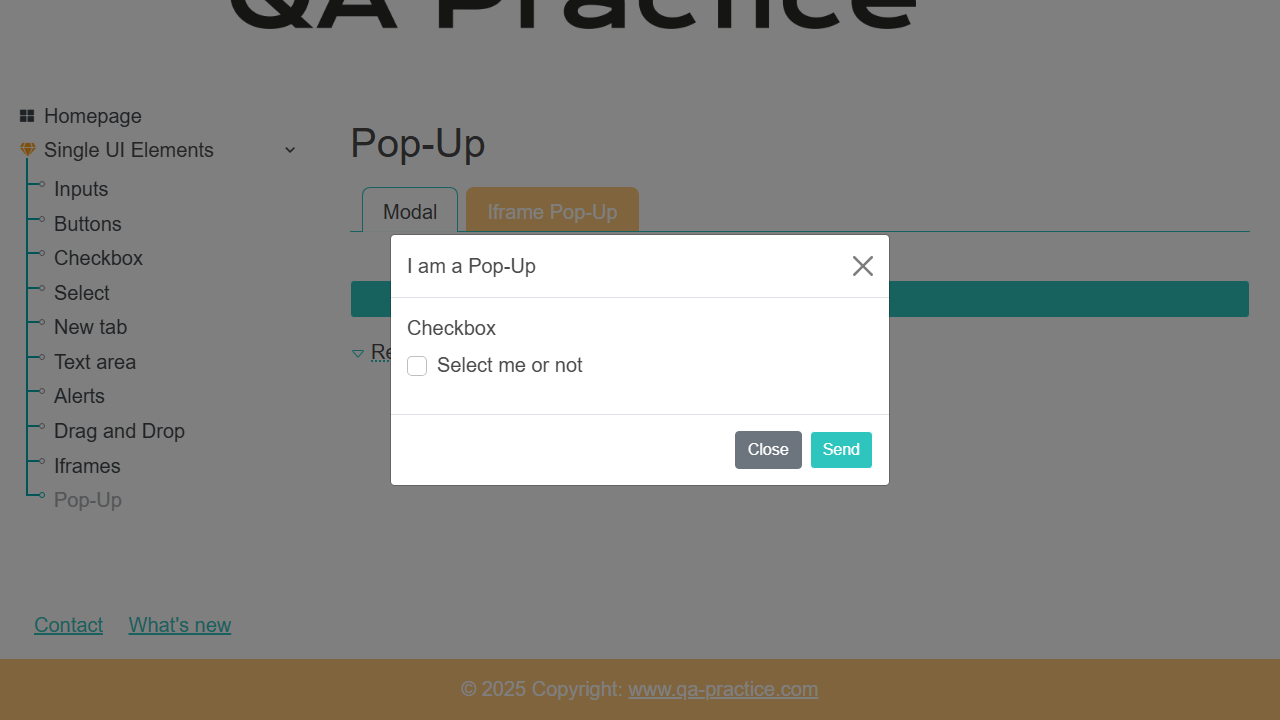 QA Practice
Homepage
Single UI Elements
Inputs
Buttons
Checkbox
Select
New tab
Text area
Alerts
Drag and Drop
Iframes
Pop-Up
Contact What's new
Pop-Up
Modal Iframe Pop-Up
I am a Pop-Up
Checkbox
Select me or not
Close Send
© 2025 Copyright: www.qa-practice.com